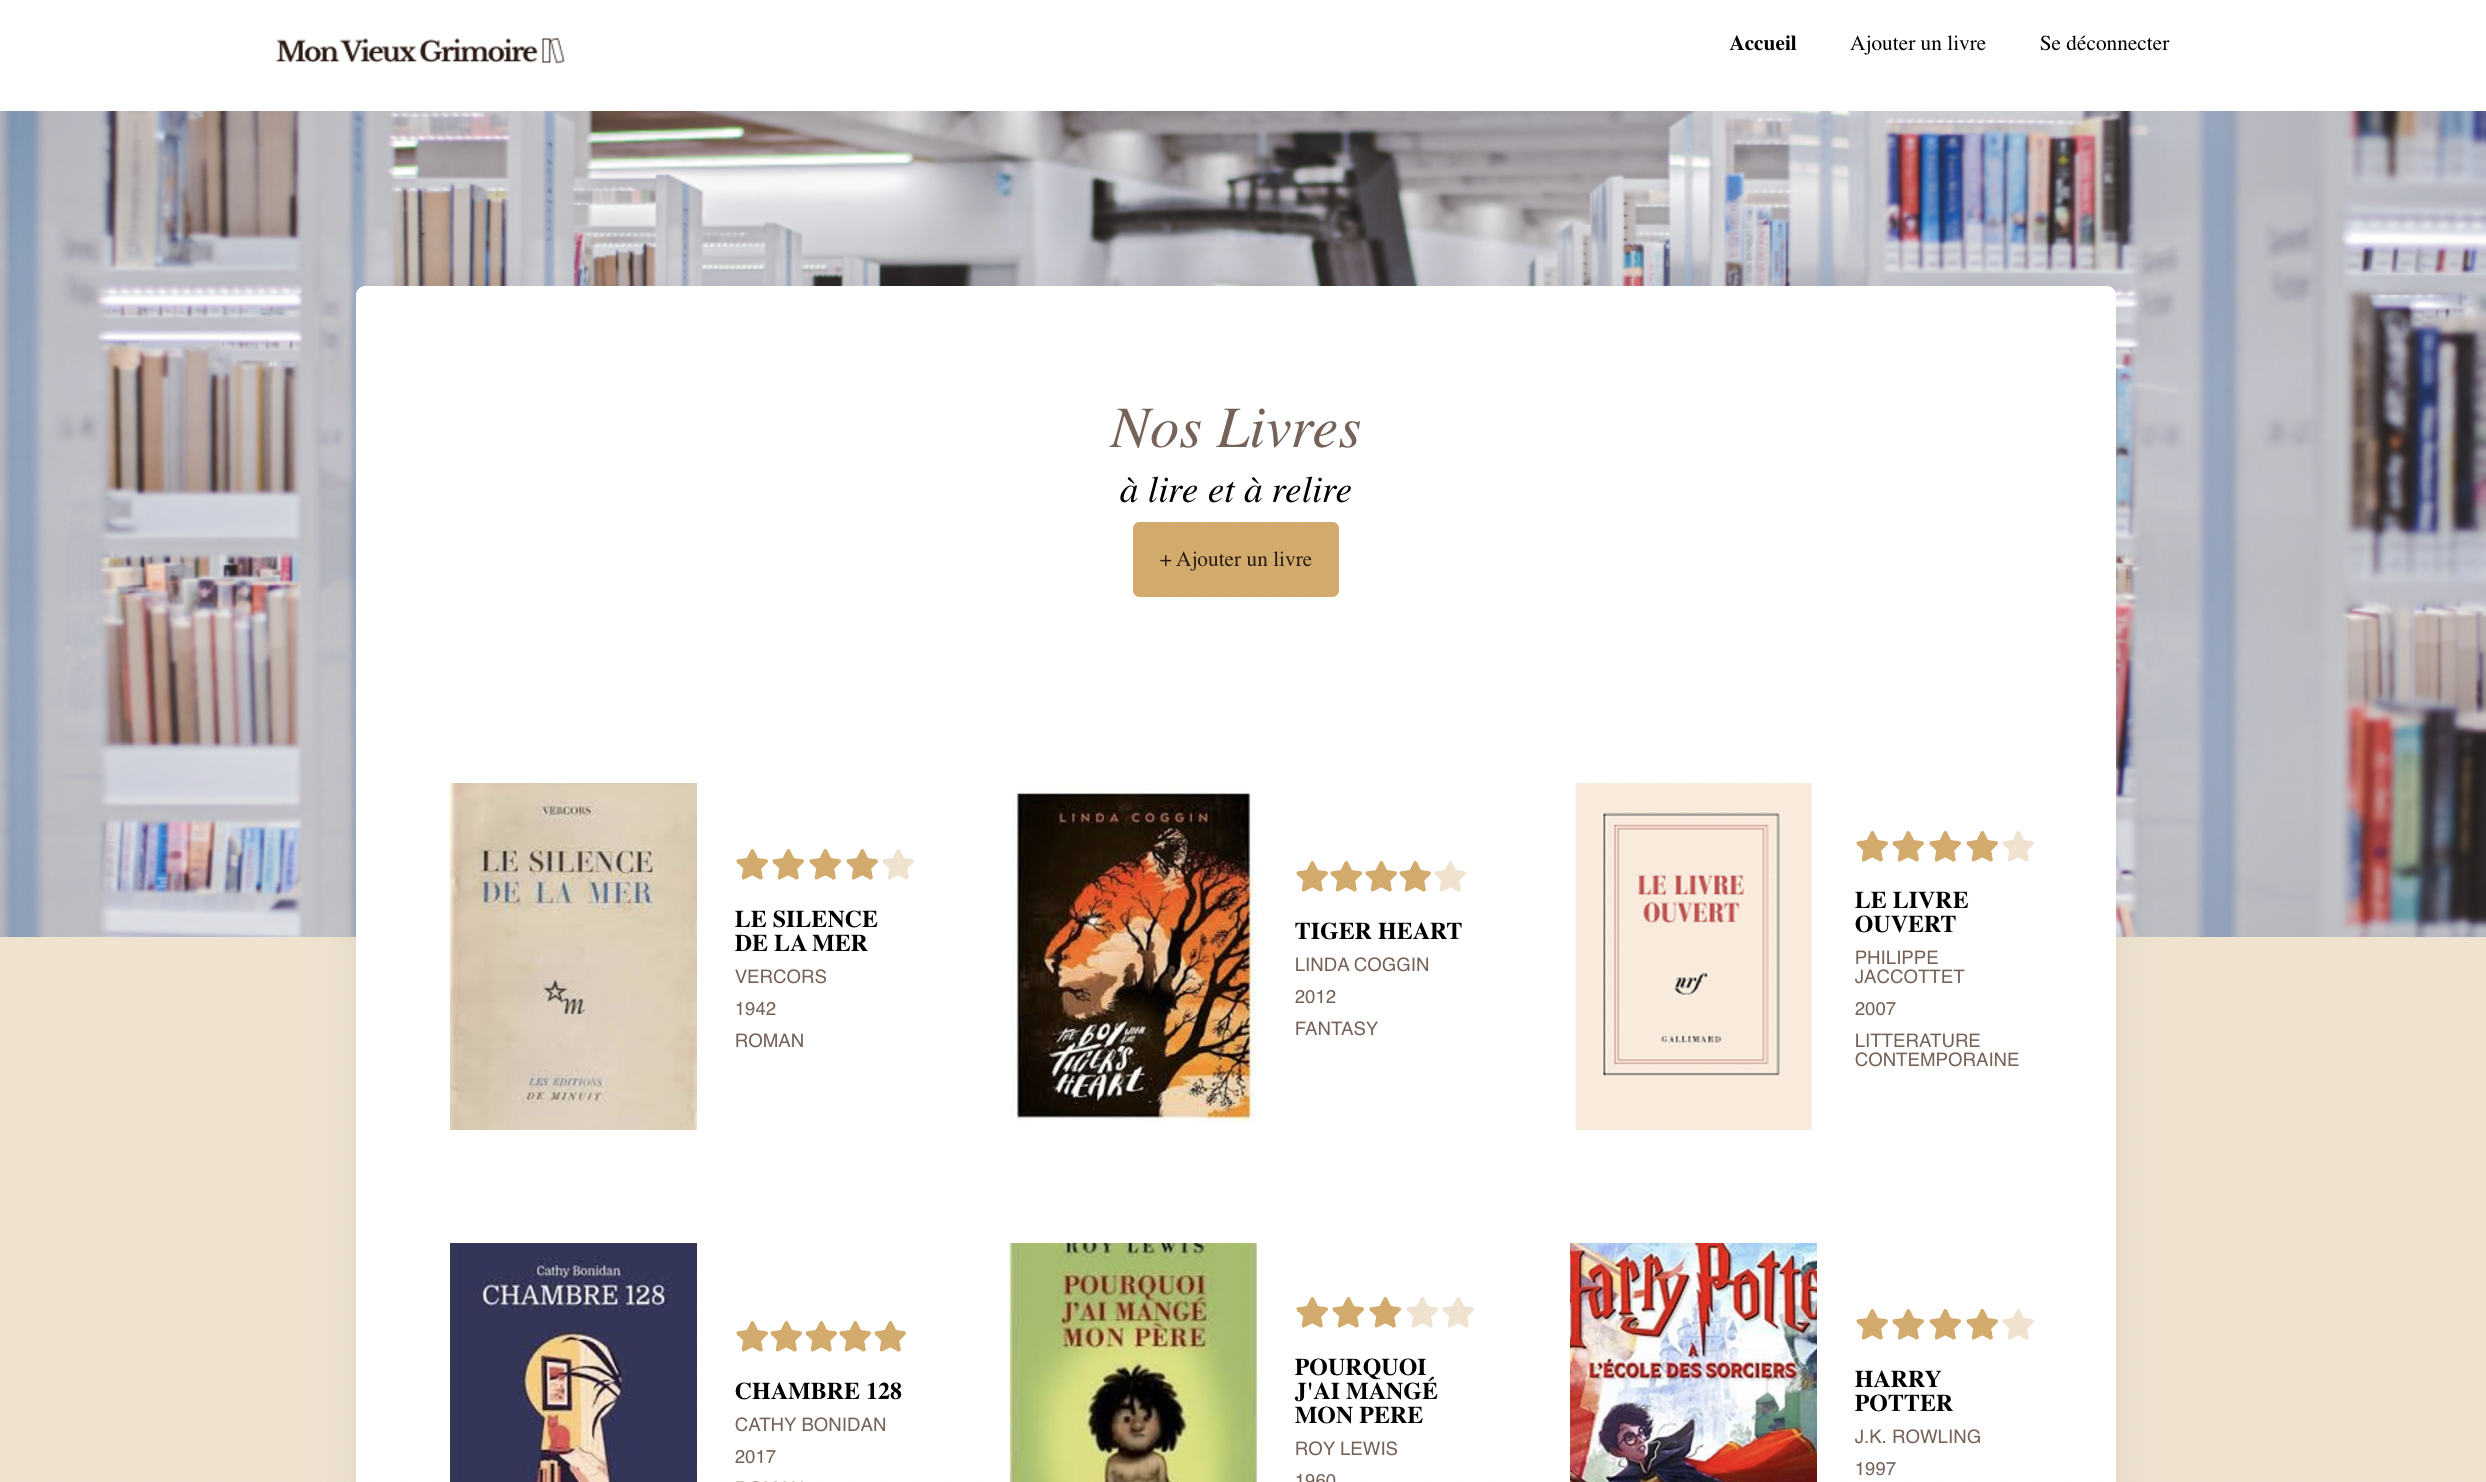 Mon Vieux Grimoire
Accueil
Ajouter un livre
Se déconnecter
Nos Livres
à lire et à relire
+ Ajouter un livre
VERCORS
LE SILENCE
DE LA MER
m
LES EDITIONS
DE MINUIT
LE SILENCE
DE LA MER
VERCORS
1942
ROMAN
LINDA COGGIN
THE BOY WITH THE
TIGER'S
HEART
TIGER HEART
LINDA COGGIN
2012
FANTASY
LE LIVRE
OUVERT
nrf
GALLIMARD
LE LIVRE
OUVERT
PHILIPPE
JACCOTTET
2007
LITTERATURE
CONTEMPORAINE
Cathy Bonidan
CHAMBRE 128
CHAMBRE 128
CATHY BONIDAN
2017
ROY LEWIS
POURQUOI
J'AI MANGÉ
MON PÈRE
POURQUOI
J'AI MANGÉ
MON PERE
ROY LEWIS
1960
Harry Potte
À
L'ÉCOLE DES SORCIERS
HARRY
POTTER
J.K. ROWLING
1997